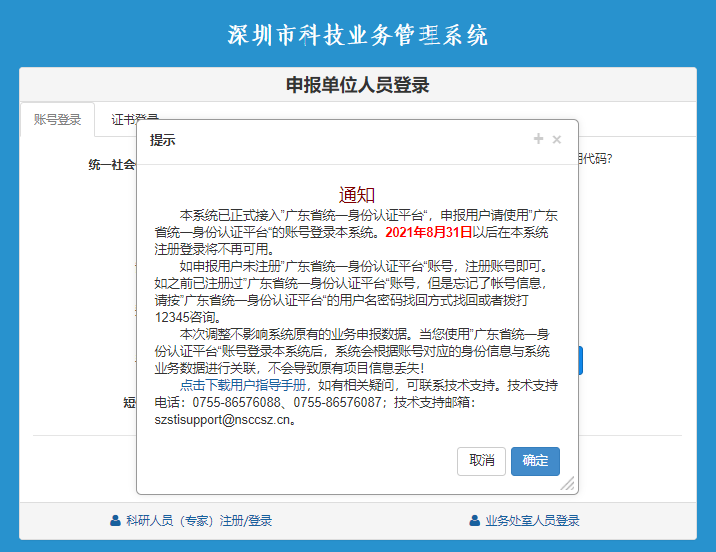 深圳市科技业务管理系统
申报单位人员登录
账号登录
证书登录
统一社会
用代码?
提示
通知
本系统已正式接入"广东省统一身份认证平台“，申报用户请使用"广东
省统一身份认证平台“的账号登录本系统。2021年8月31日以后在本系统
注册登录将不再可用。
如申报用户未注册"广东省统一身份认证平台“账号，注册账号即可。
如之前已注册过"广东省统一身份认证平台“账号，但是忘记了帐号信息，
请按"广东省统一身份认证平台“的用户名密码找回方式找回或者拨打
12345咨询。
本次调整不影响系统原有的业务申报数据。当您使用"广东省统一身
份认证平台“账号登录本系统后，系统会根据账号对应的身份信息与系统
业务数据进行关联，不会导致原有项目信息丢失！
点击下载用户指导手册，如有相关疑问，可联系技术支持。技术支持
电话：0755-86576088、0755-86576087；技术支持邮箱：
szstisupport@nsccsz.cn。
短
取消
确定
科研人员（专家）注册/登录
业务处室人员登录